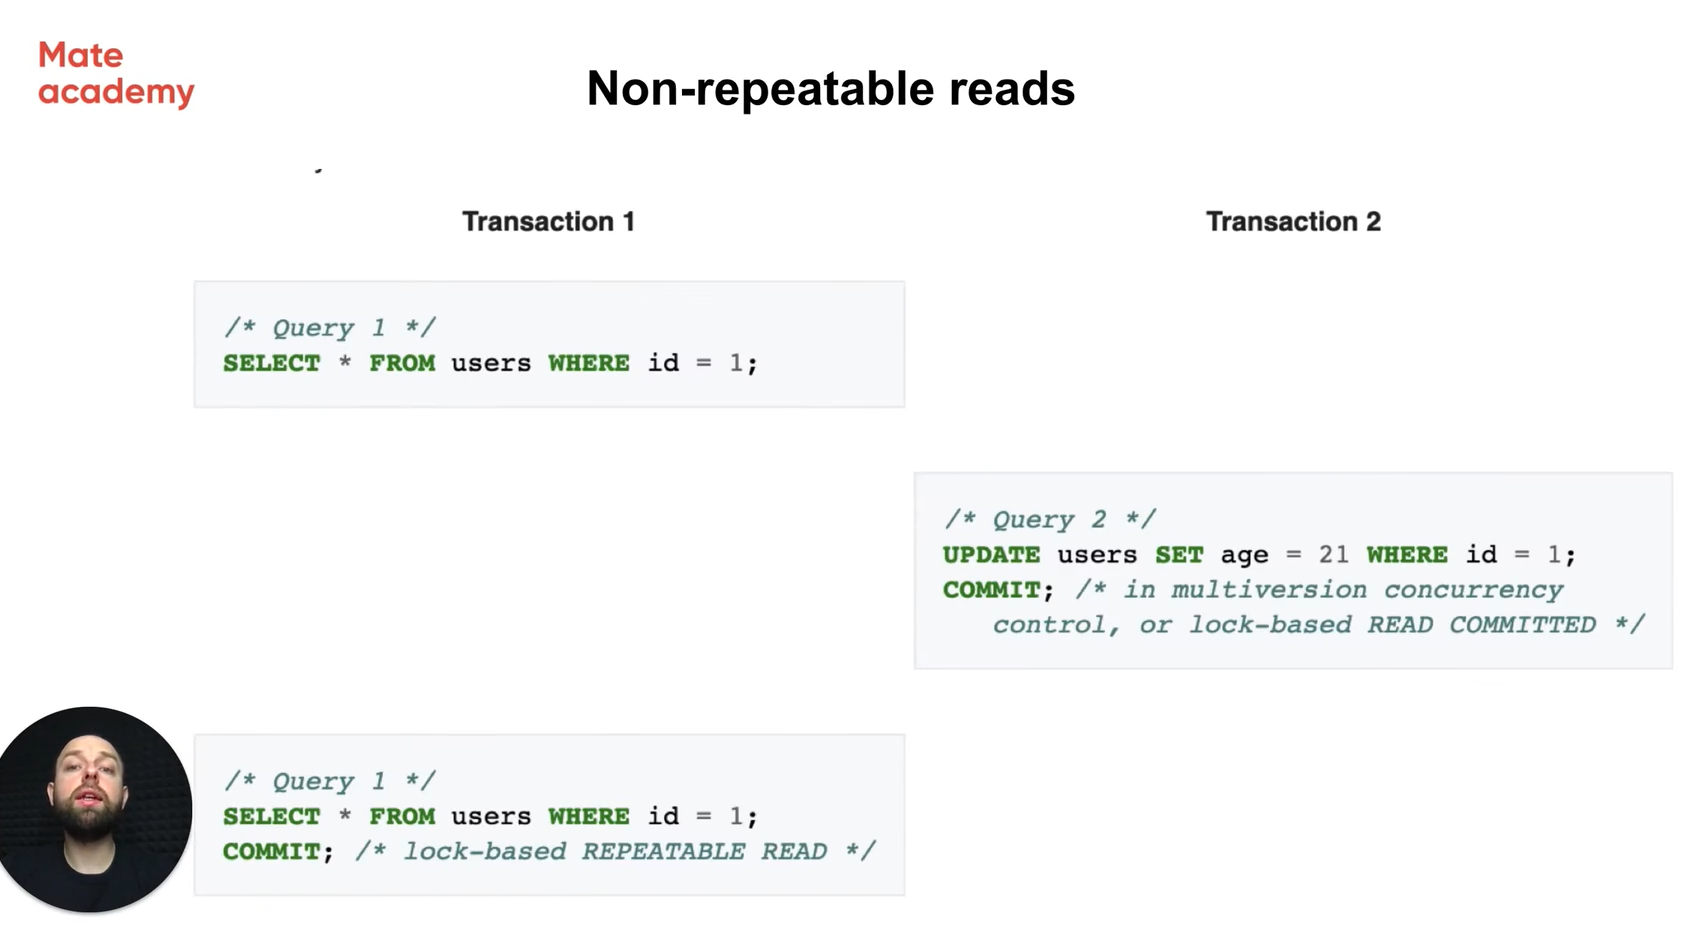 Mate
academy
Non-repeatable reads
Transaction 1
Transaction 2
/* Query 1 */
SELECT * FROM users WHERE id = 1;
/* Query 2 */
UPDATE users SET age = 21 WHERE id = 1;
COMMIT; /* in multiversion concurrency
control, or lock-based READ COMMITTED */
/* Query 1 */
SELECT * FROM users WHERE id = 1;
COMMIT; /* lock-based REPEATABLE READ */